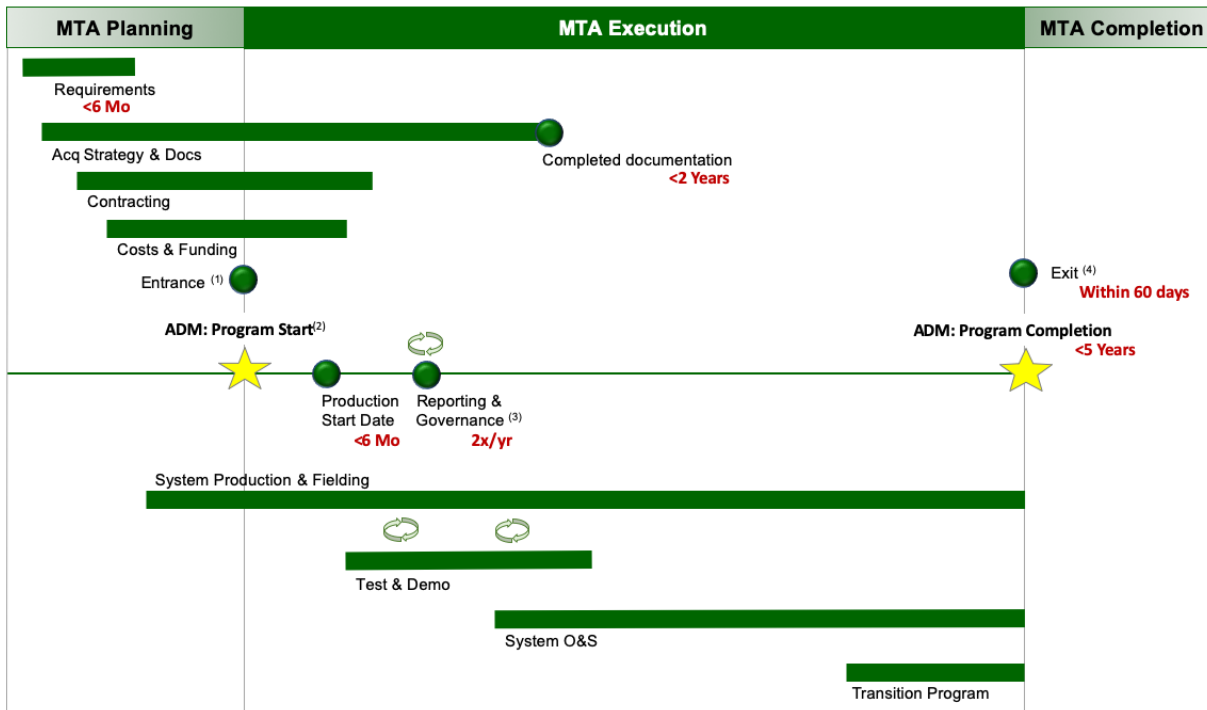 MTA Planning
MTA Execution
MTA Completion
Requirements
<6 Mo
Acq Strategy & Docs
Completed documentation
<2 Years
Contracting
Costs & Funding
Entrance (1)
Exit (4)
Within 60 days
ADM: Program Start(2)
ADM: Program Completion
<5 Years
Production
Start Date
<6 Mo
Reporting &
Governance (3)
2x/yr
System Production & Fielding
Test & Demo
System O&S
Transition Program